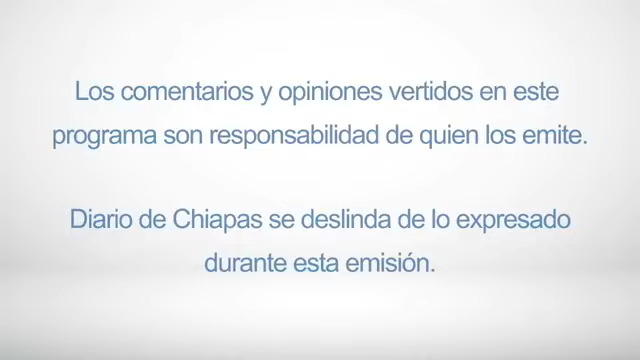 Los comentarios y opiniones vertidos en este
programa son responsabilidad de quien los emite.
Diario de Chiapas se deslinda de lo expresado
durante esta emisión.